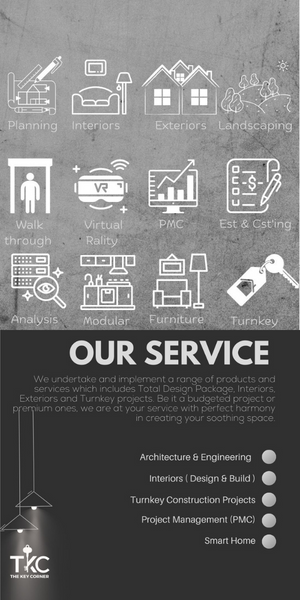 Planning Interiors Exteriors Landscaping
VR
$
Walk through Virtual Rality PMC Est & Cst'ing
Analysis Modular Furniture Turnkey
OUR SERVICE
We undertake and implement a range of products and
services which includes Total Design Package, Interiors,
Exteriors and Turnkey projects. Be it a budgeted project or
premium ones, we are at your service with perfect harmony
in creating your soothing space.
Architecture & Engineering
Interiors ( Design & Build )
Turnkey Construction Projects
Project Management (PMC)
Smart Home
TKC
THE KEY CORNER